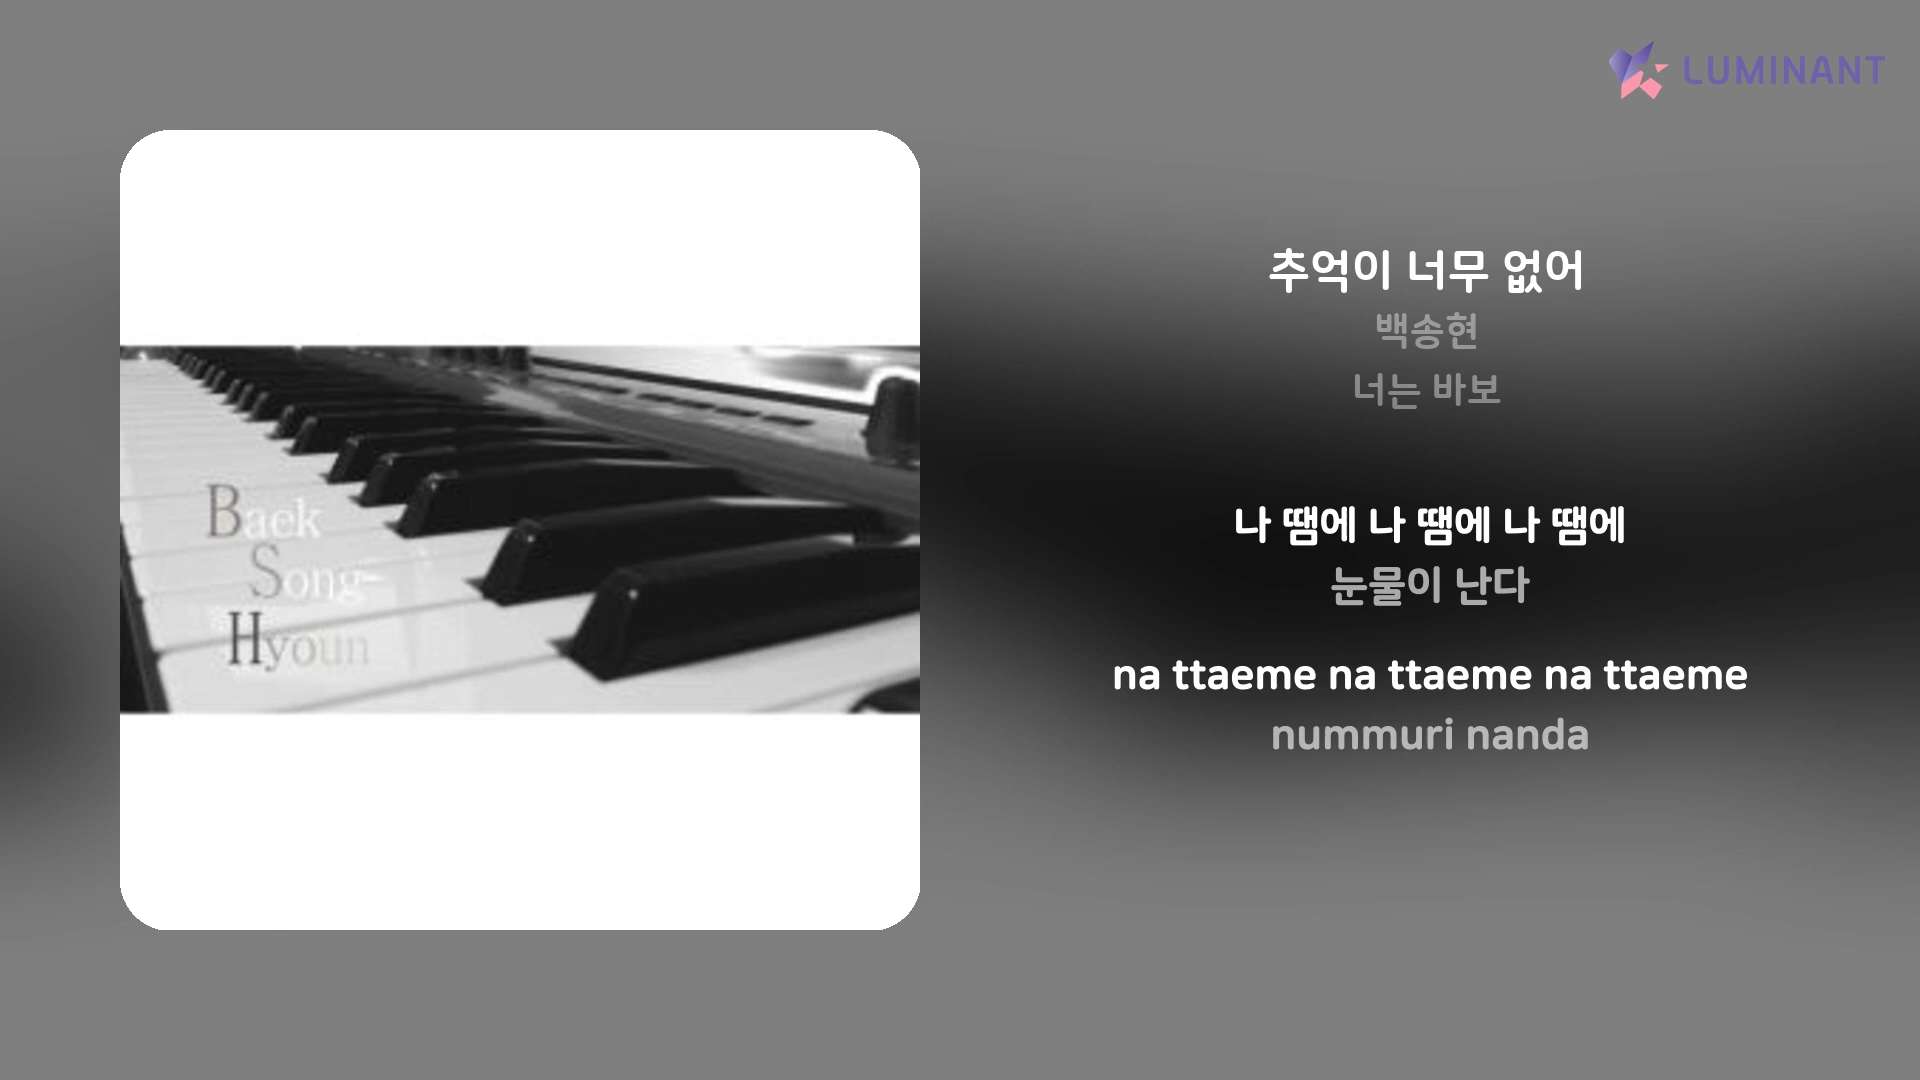 LUMINANT
추억이 너무 없어
백송현
너는 바보
Baek
Song-
Hyoun
나 땜에 나 땜에 나 땜에
눈물이 난다
na ttaeme na ttaeme na ttaeme
nummuri nanda